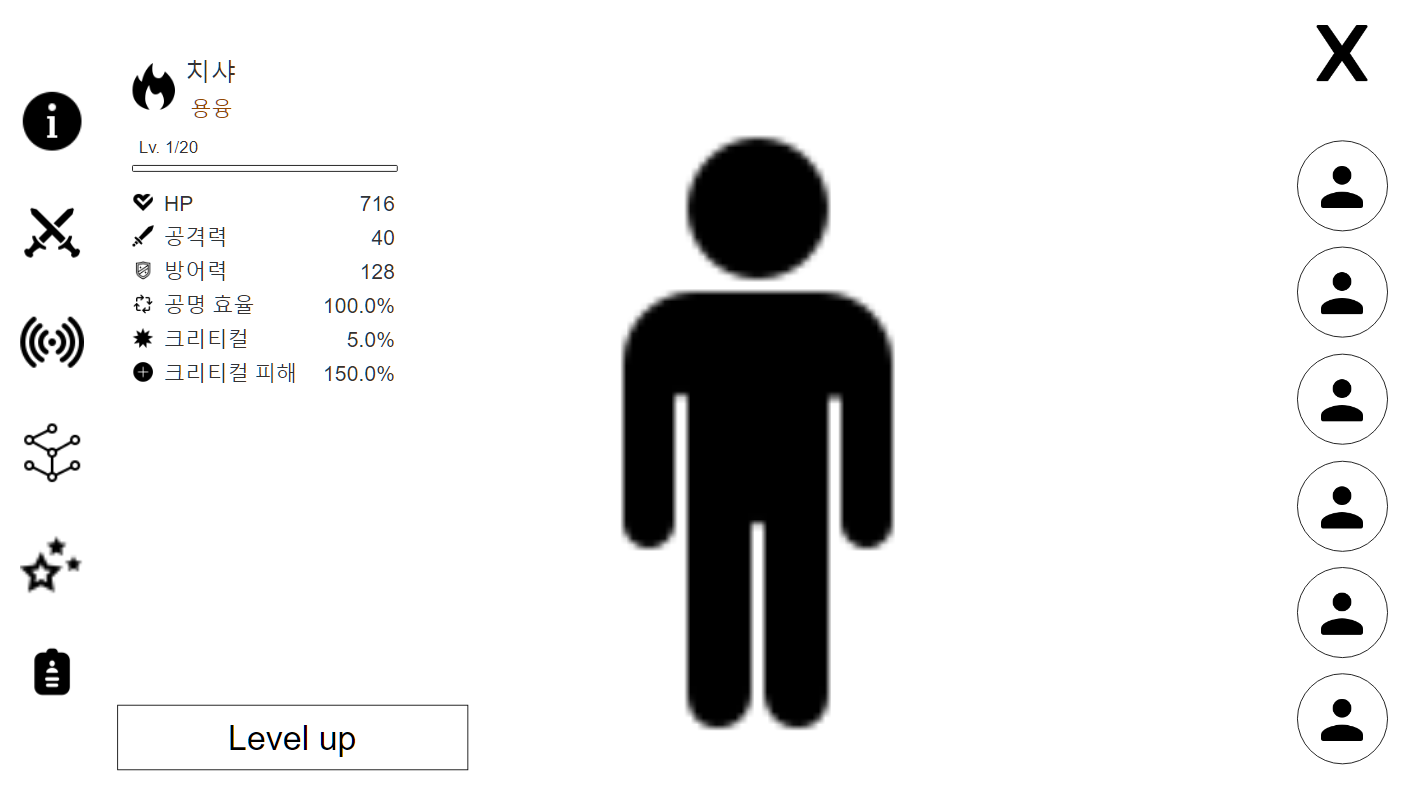 치샤
용융
Lv. 1/20
HP 716
공격력 40
방어력 128
공명 효율 100.0%
크리티컬 5.0%
크리티컬 피해 150.0%
Level up
X